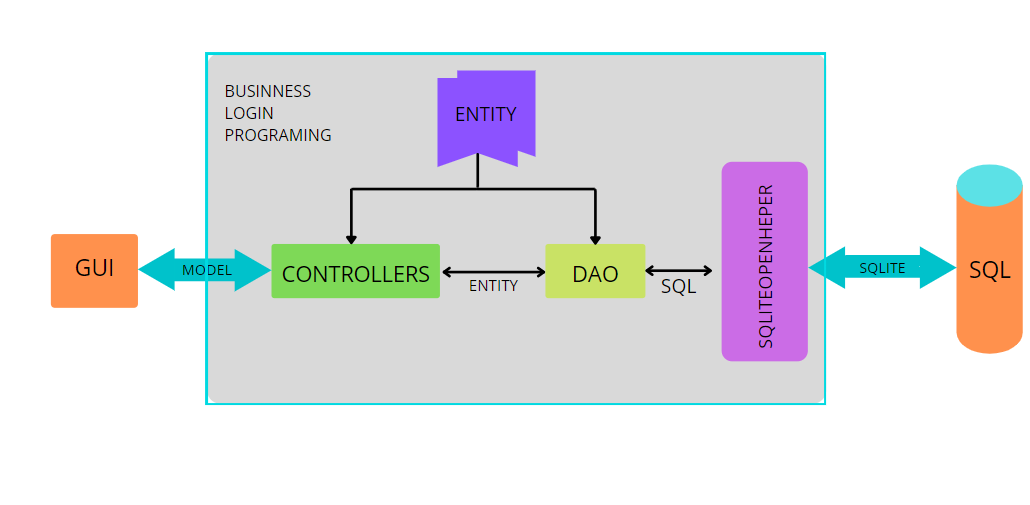 BUSINNESS
LOGIN
PROGRAMING
ENTITY
GUI
MODEL
CONTROLLERS
ENTITY
DAO
SQL
SQLITEOPENHEPER
SQLITE
SQL